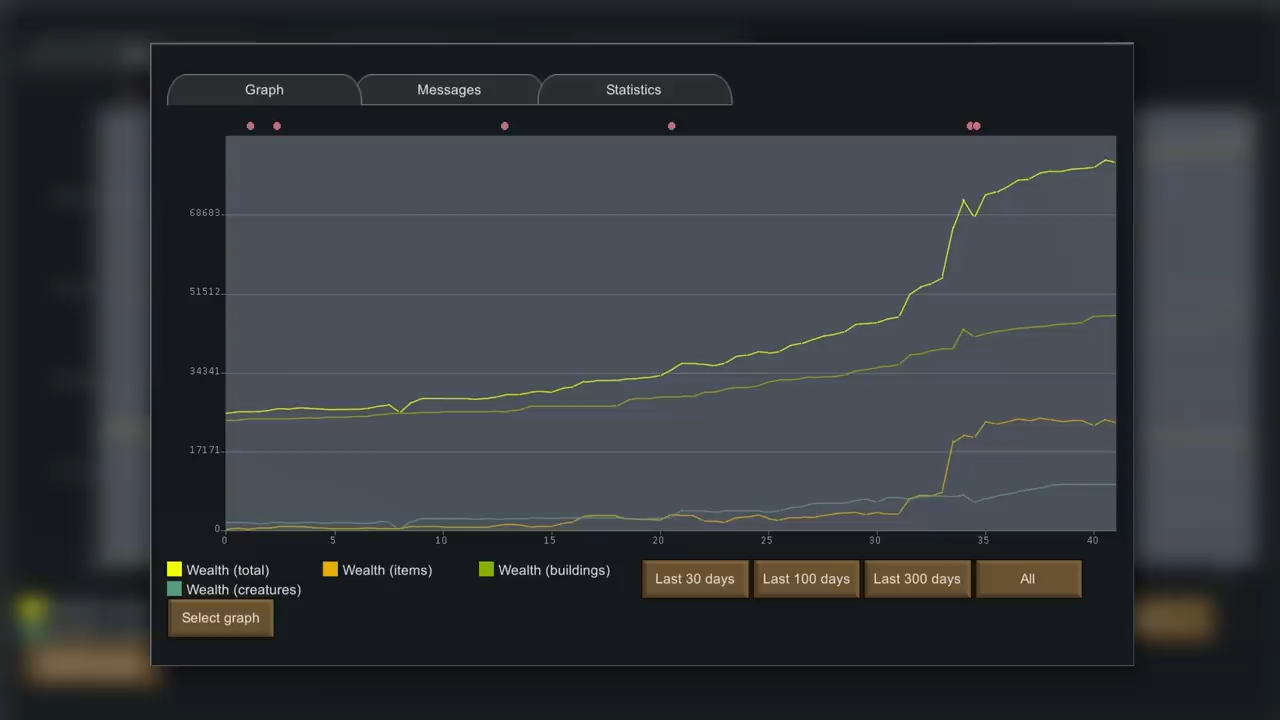 Graph Messages Statistics
68683
51512
34341
17171
0
0 5 10 15 20 25 30 35 40
Wealth (total) Wealth (items) Wealth (buildings)
Wealth (creatures)
Last 30 days Last 100 days Last 300 days All
Select graph